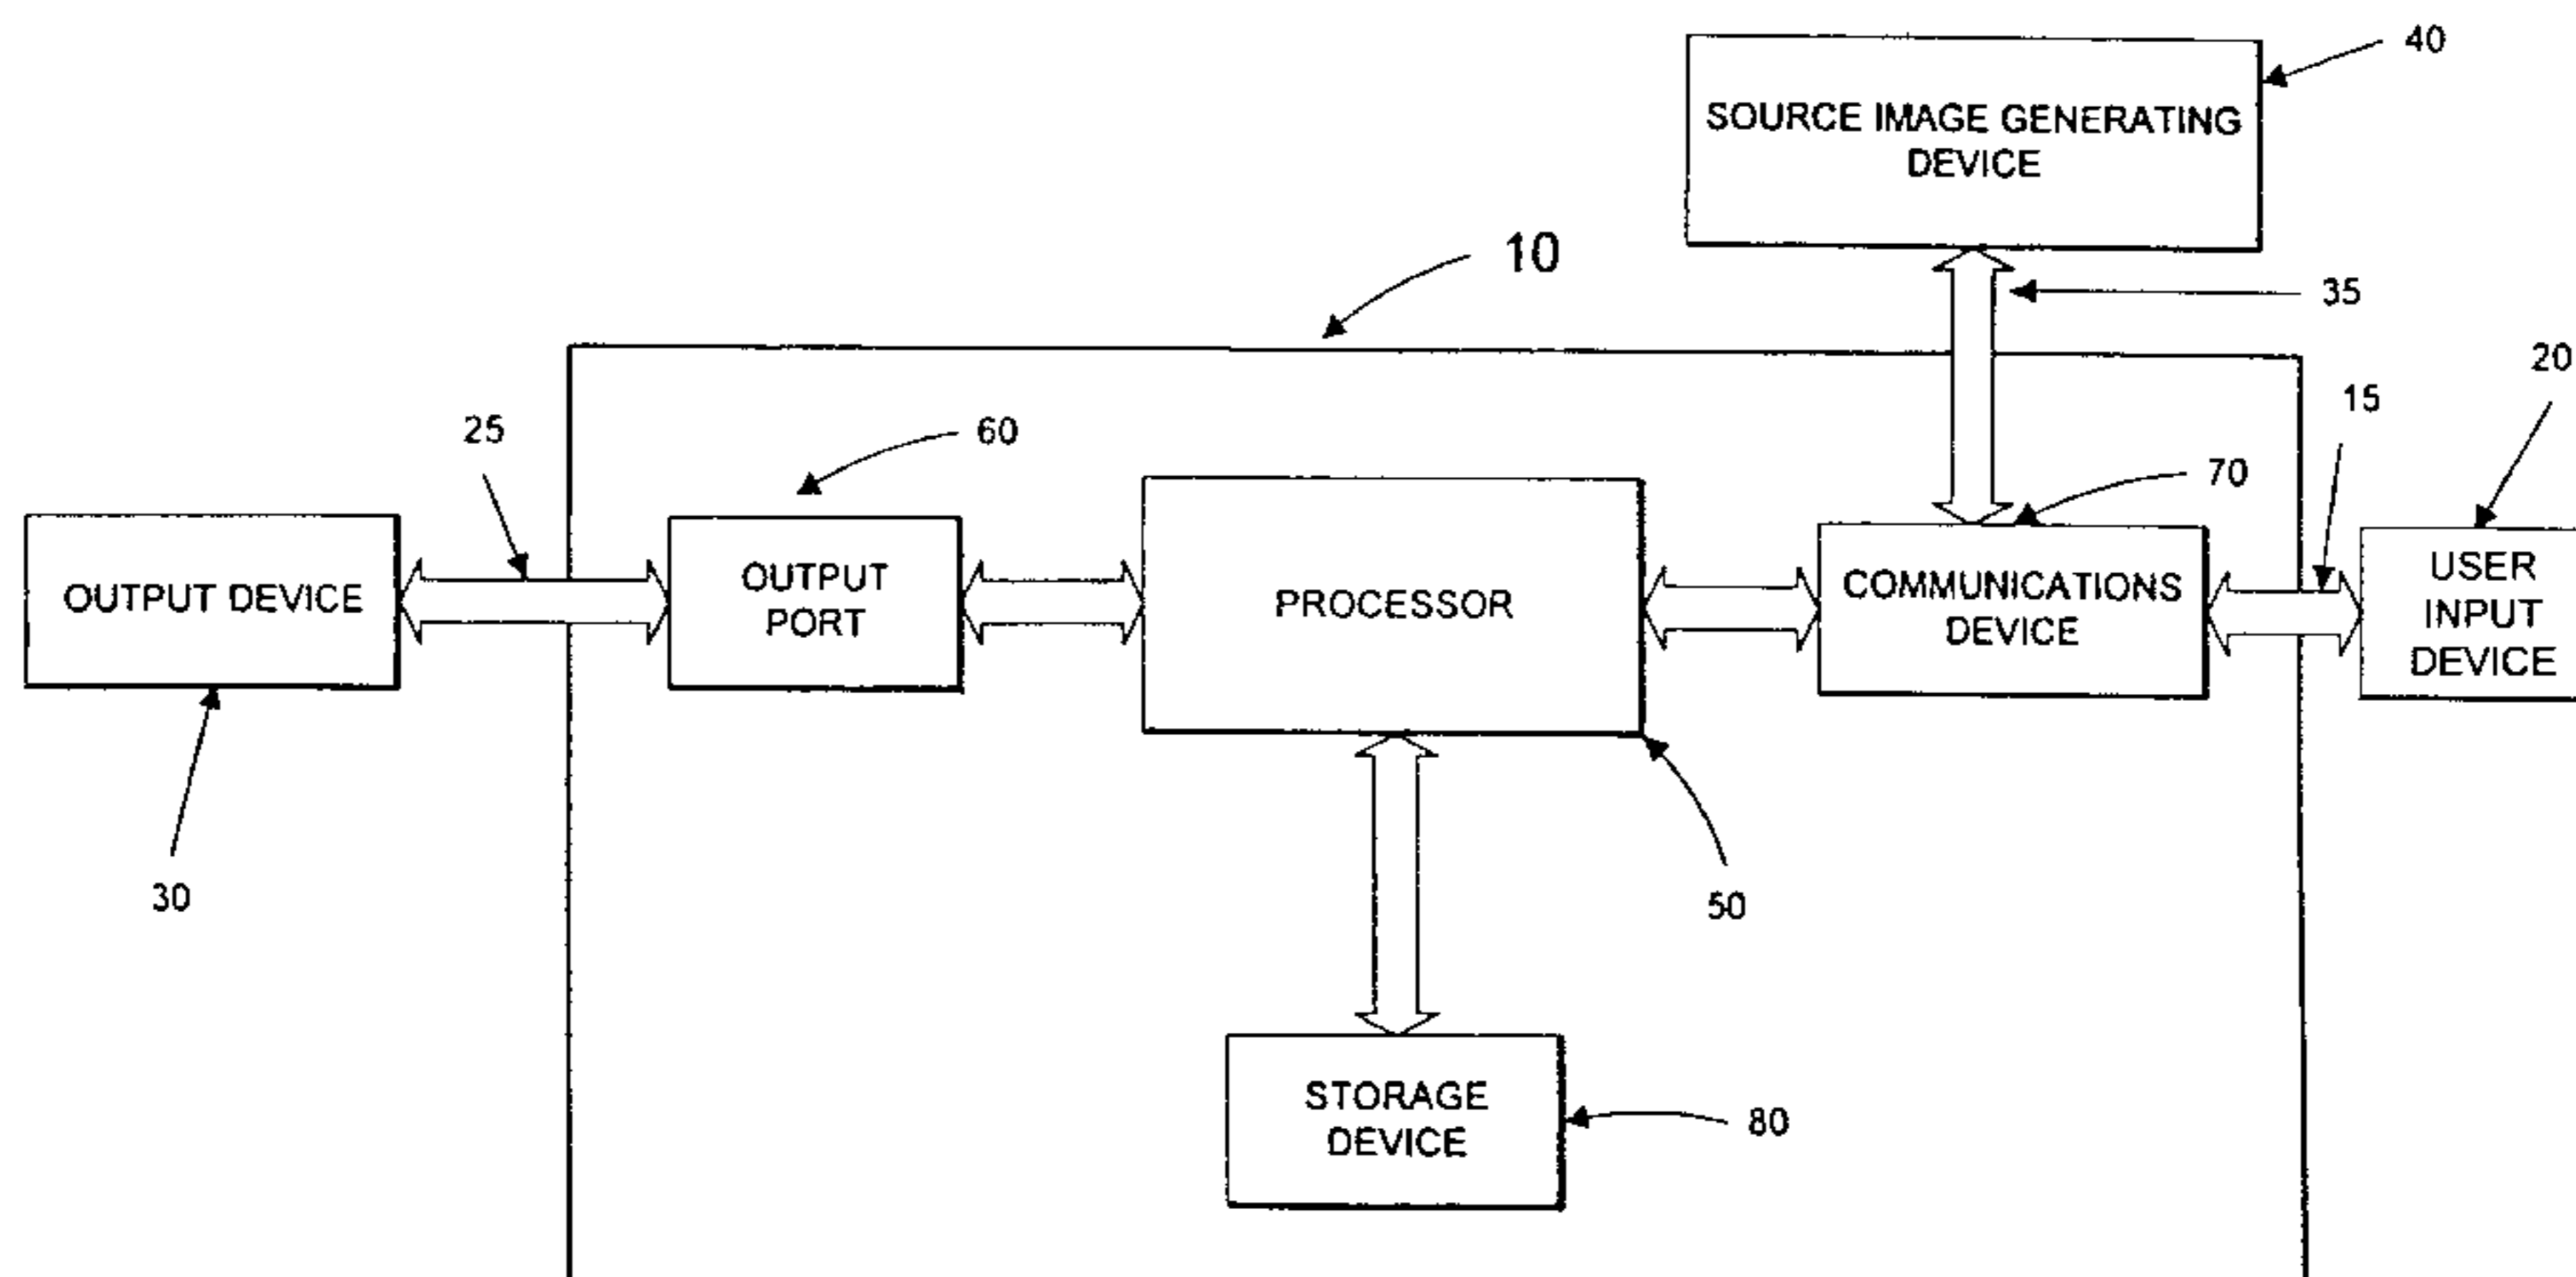 40
SOURCE IMAGE GENERATING
DEVICE
10
35
20
15
25
60
70
OUTPUT DEVICE
OUTPUT
PORT
PROCESSOR
COMMUNICATIONS
DEVICE
USER
INPUT
DEVICE
30
50
STORAGE
DEVICE
80